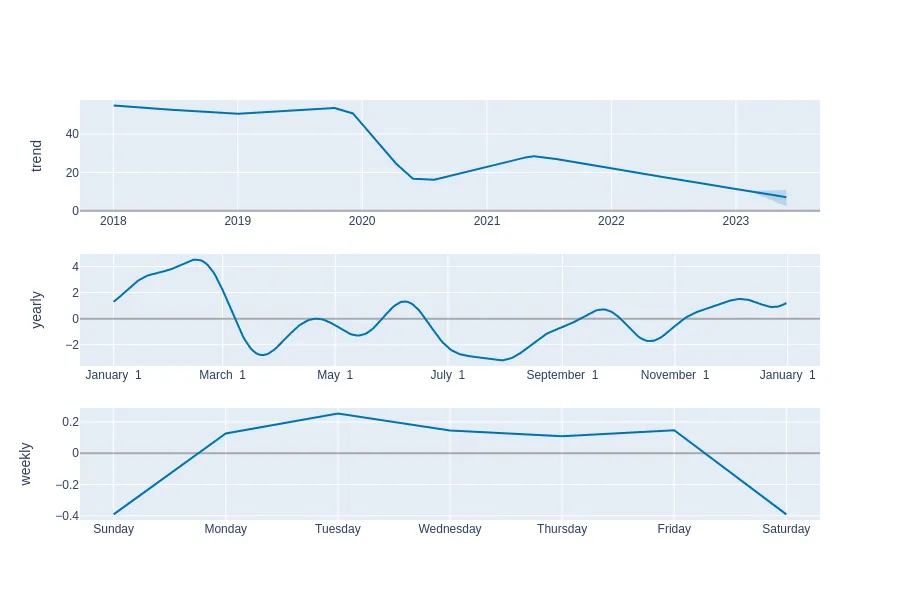 trend
40
20
0
2018 2019 2020 2021 2022 2023
yearly
4
2
0
−2
January 1 March 1 May 1 July 1 September 1 November 1 January 1
weekly
0.2
0
−0.2
−0.4
Sunday Monday Tuesday Wednesday Thursday Friday Saturday